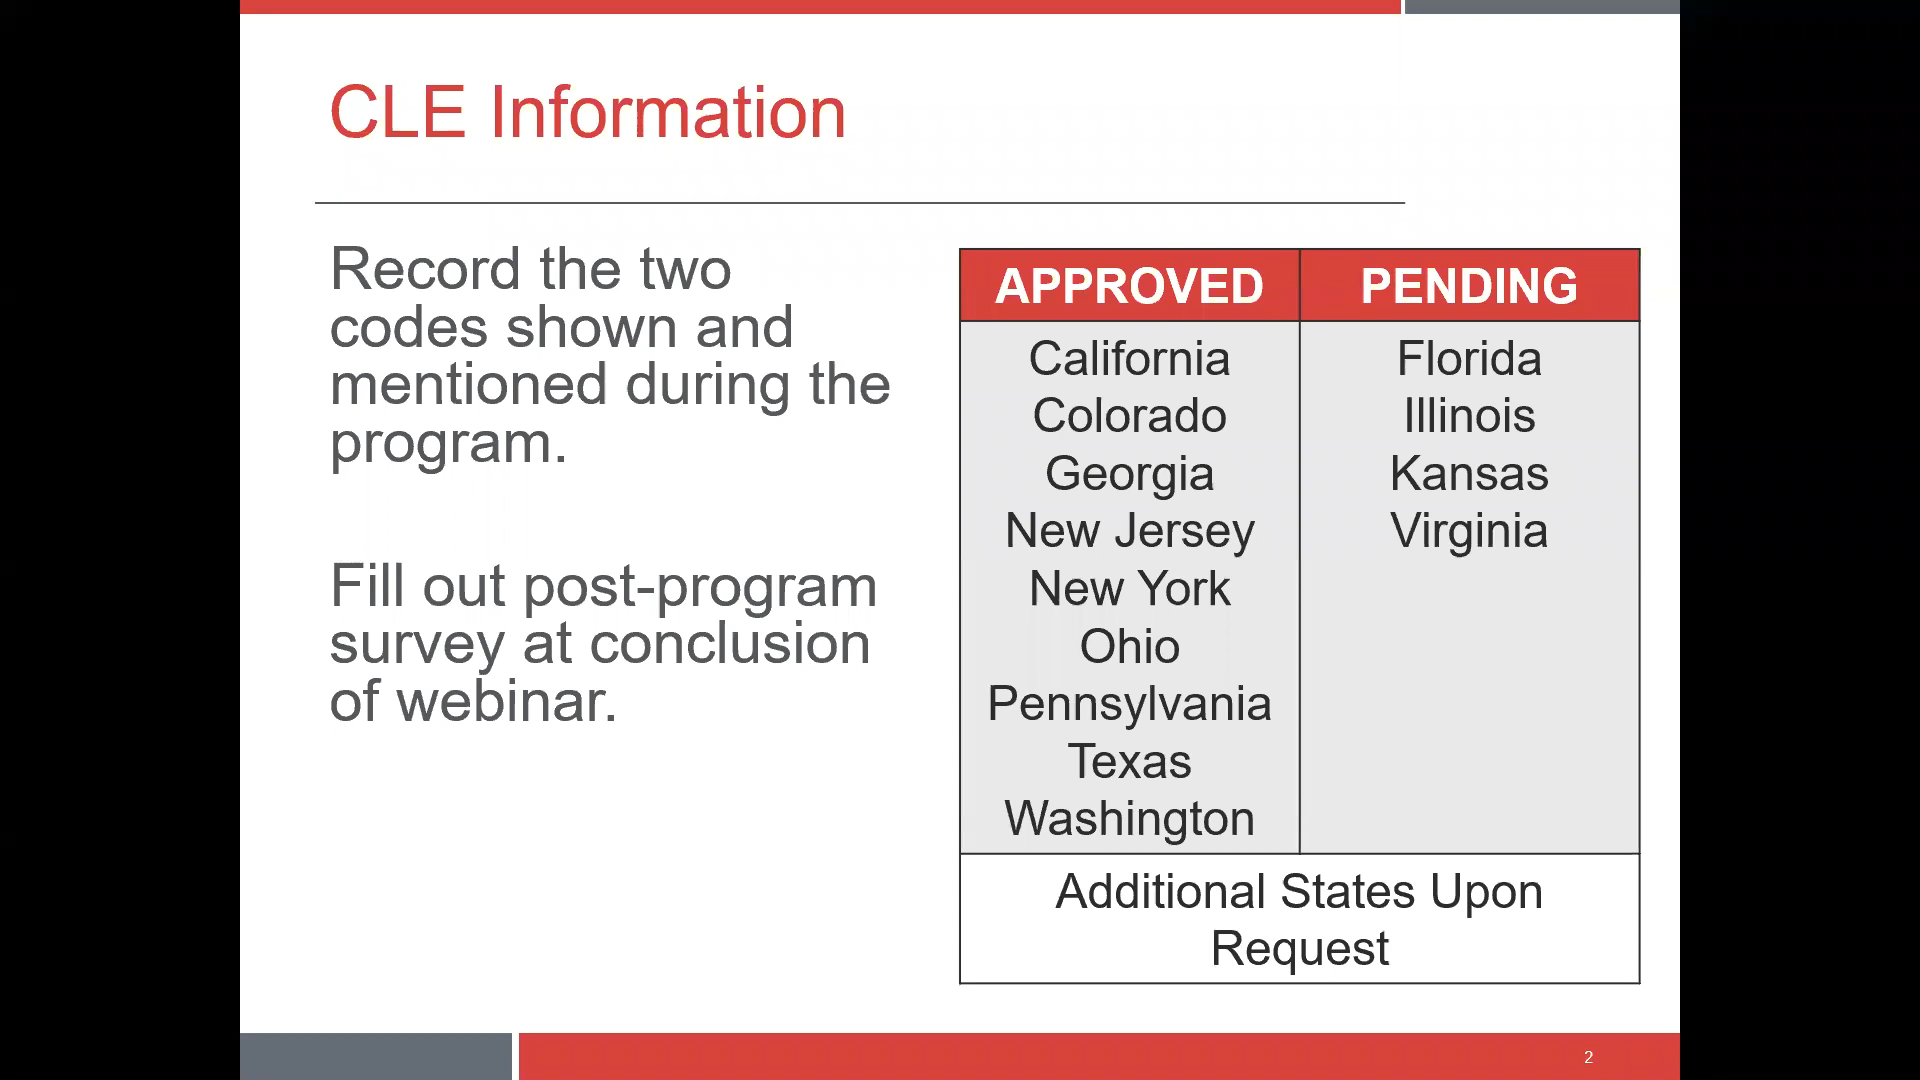 CLE Information
Record the two
codes shown and
mentioned during the
program.
Fill out post-program
survey at conclusion
of webinar.
APPROVED
California
Colorado
Georgia
New Jersey
New York
Ohio
Pennsylvania
Texas
Washington
PENDING
Florida
Illinois
Kansas
Virginia
Additional States Upon
Request
2